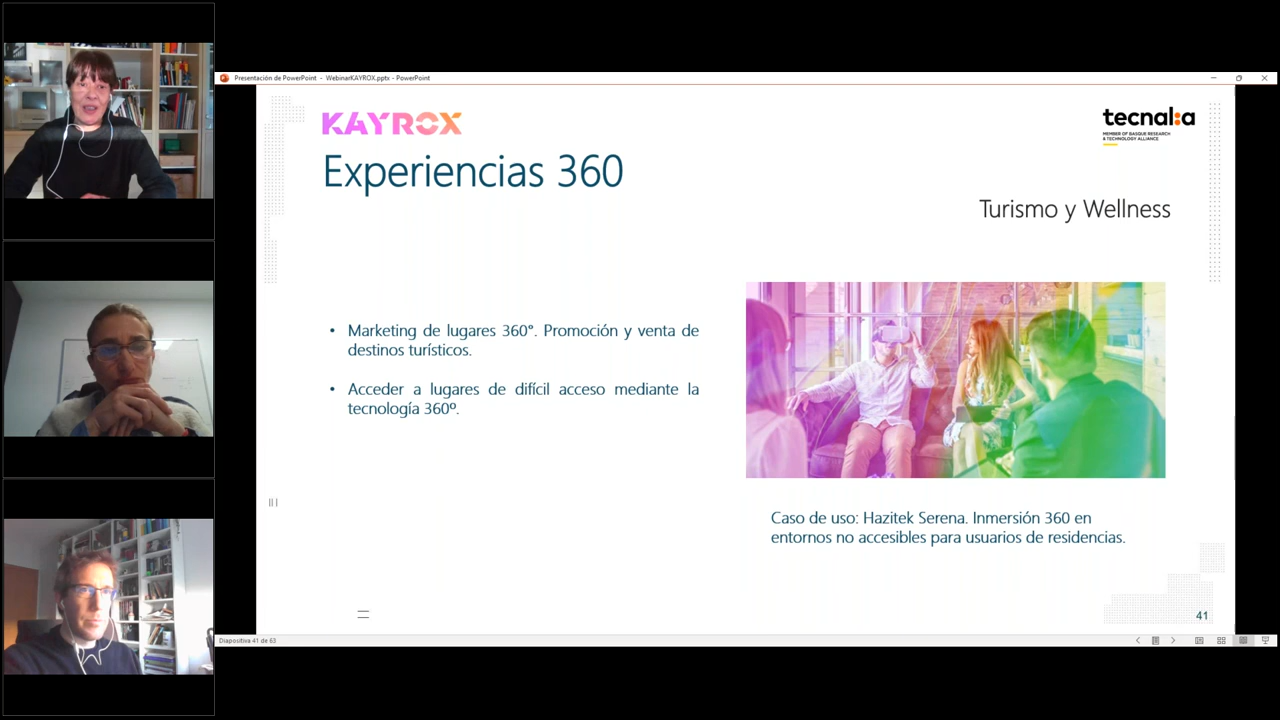 Presentación de PowerPoint - WebinarKAYROX.pptx - PowerPoint
KAYROX
tecnal:a
MEMBER OF BASQUE RESEARCH
& TECHNOLOGY ALLIANCE
Experiencias 360
Turismo y Wellness
• Marketing de lugares 360°. Promoción y venta de
destinos turísticos.
• Acceder a lugares de difícil acceso mediante la
tecnología 360º.
Caso de uso: Hazitek Serena. Inmersión 360 en
entornos no accesibles para usuarios de residencias.
41
Diapositiva 41 de 63